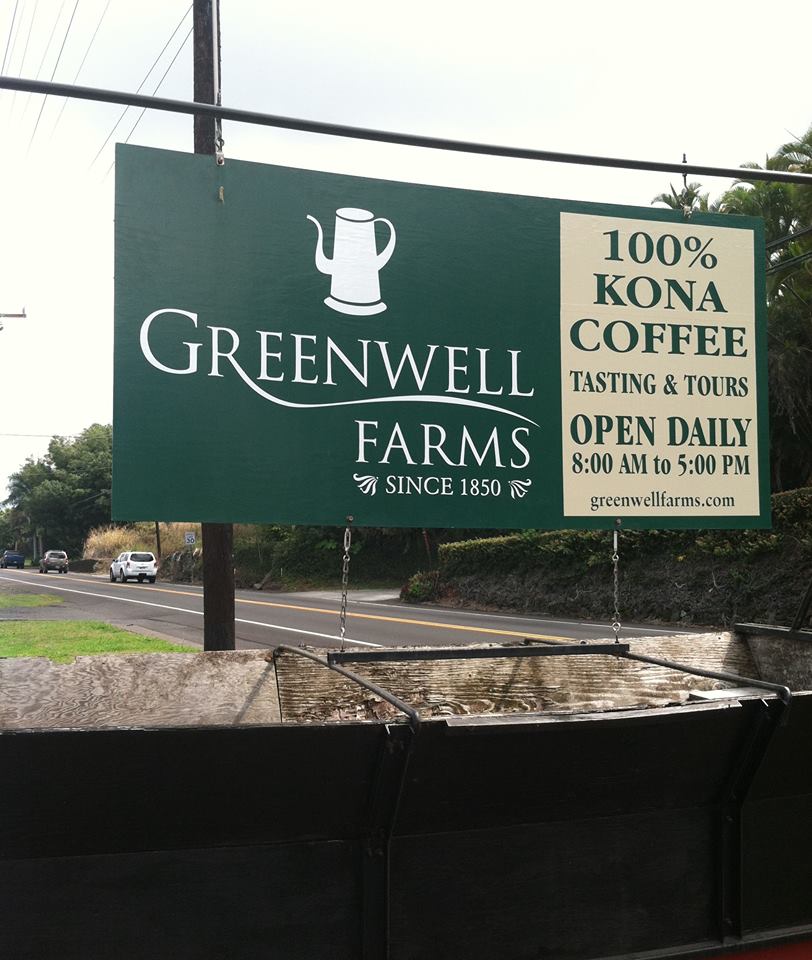 GREENWELL
FARMS
SINCE 1850
100%
KONA
COFFEE
TASTING & TOURS
OPEN DAILY
8:00 AM to 5:00 PM
greenwellfarms.com